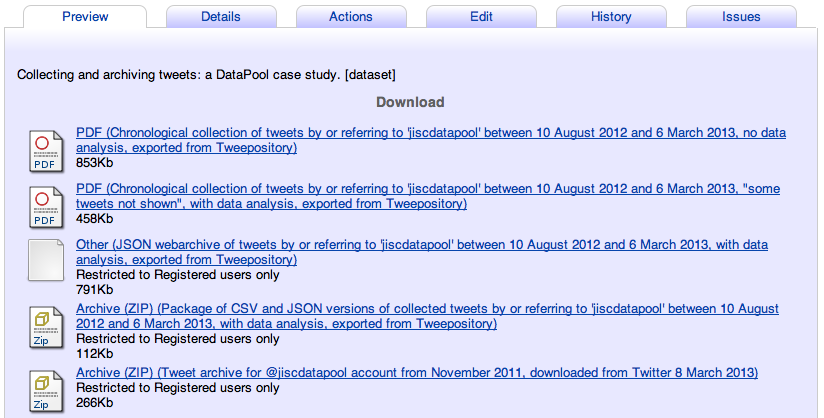 Preview Details Actions Edit History Issues
Collecting and archiving tweets: a DataPool case study. [dataset]
Download
PDF (Chronological collection of tweets by or referring to 'jiscdatapool' between 10 August 2012 and 6 March 2013, no data
analysis, exported from Tweepository)
PDF
853Kb
PDF (Chronological collection of tweets by or referring to 'jiscdatapool' between 10 August 2012 and 6 March 2013, "some
tweets not shown", with data analysis, exported from Tweepository)
PDF
458Kb
Other (JSON webarchive of tweets by or referring to 'jiscdatapool' between 10 August 2012 and 6 March 2013, with data
analysis, exported from Tweepository)
Restricted to Registered users only
791Kb
Archive (ZIP) (Package of CSV and JSON versions of collected tweets by or referring to 'jiscdatapool' between 10 August
2012 and 6 March 2013, with data analysis, exported from Tweepository)
Zip
Restricted to Registered users only
112Kb
Archive (ZIP) (Tweet archive for @jiscdatapool account from November 2011, downloaded from Twitter 8 March 2013)
Restricted to Registered users only
Zip
266Kb